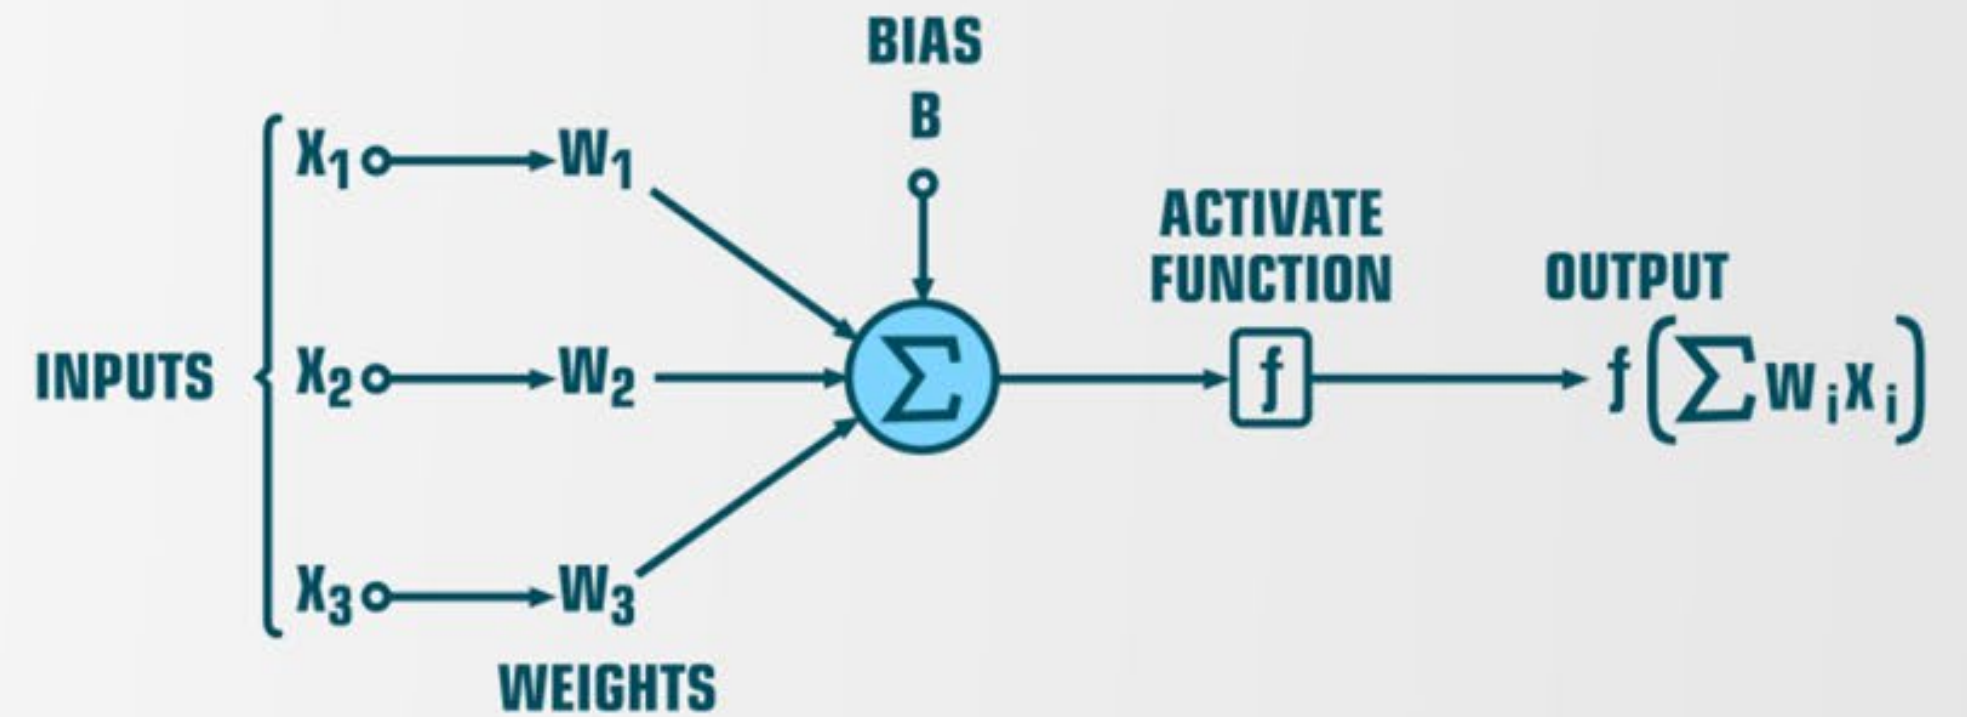 BIAS
B
X₁ W₁
ACTIVATE
FUNCTION
OUTPUT
INPUTS X₂ W₂ Σ f f(Σwᵢxᵢ)
X₃ W₃
WEIGHTS